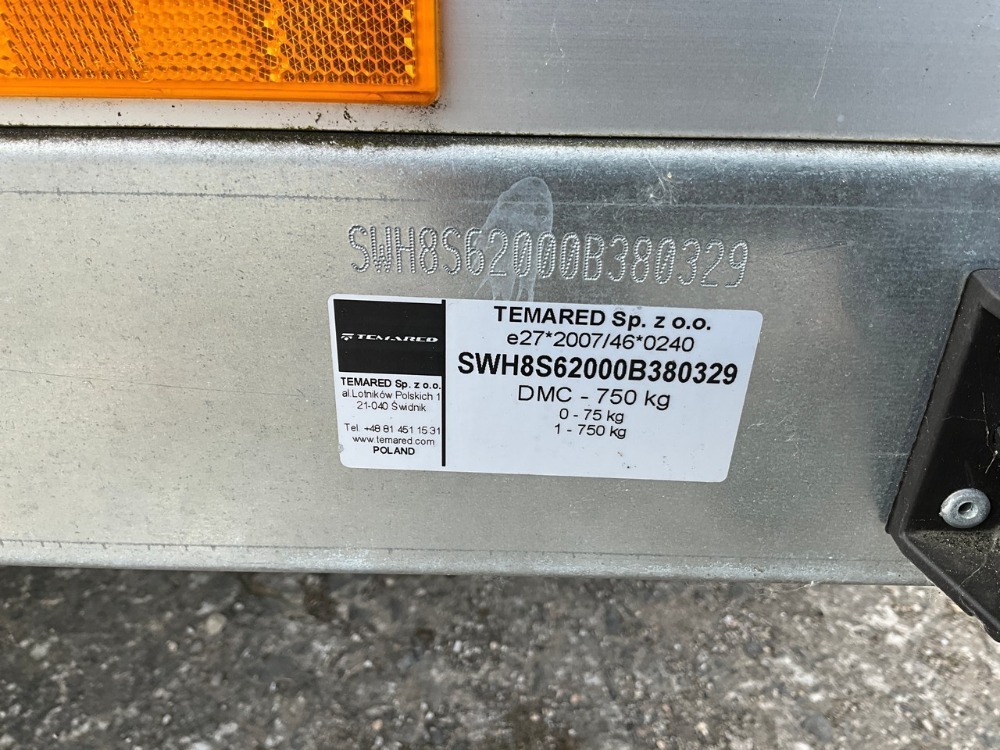 SWH8S62000B380329
TEMARED
TEMARED Sp. z o.o.
al.Lotników Polskich 1
21-040 Świdnik
Tel. +48 81 451 15 31
www.temared.com
POLAND
TEMARED Sp. z o.o.
e27*2007/46*0240
SWH8S62000B380329
DMC - 750 kg
0 - 75 kg
1 - 750 kg